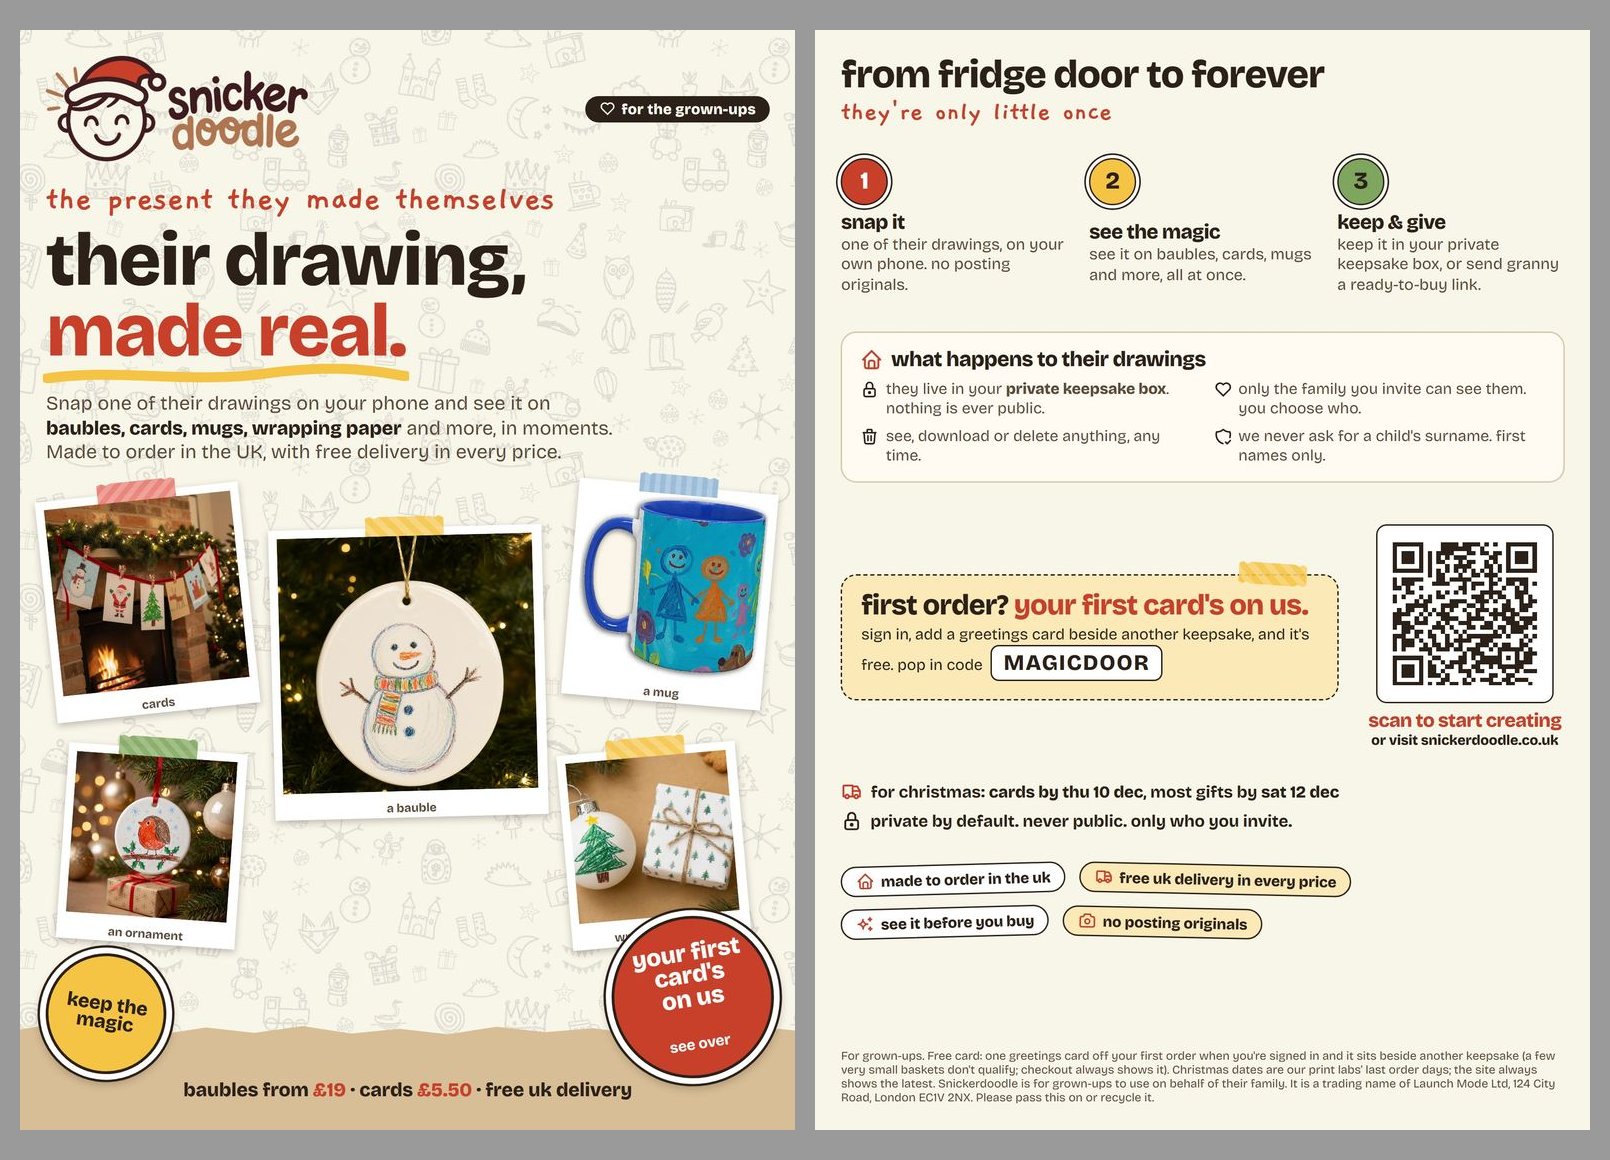 snicker
doodle
for the grown-ups
the present they made themselves
their drawing,
made real.
Snap one of their drawings on your phone and see it on
baubles, cards, mugs, wrapping paper and more, in moments.
Made to order in the UK, with free delivery in every price.
cards
a bauble
a mug
an ornament
keep the
magic
your first
card's
on us
see over
baubles from £19 · cards £5.50 · free uk delivery
from fridge door to forever
they're only little once
1
snap it
one of their drawings, on your
own phone. no posting
originals.
2
see the magic
see it on baubles, cards, mugs
and more, all at once.
3
keep & give
keep it in your private
keepsake box, or send granny
a ready-to-buy link.
what happens to their drawings
they live in your private keepsake box.
nothing is ever public.
only the family you invite can see them.
you choose who.
see, download or delete anything, any
time.
we never ask for a child's surname. first
names only.
first order? your first card's on us.
sign in, add a greetings card beside another keepsake, and it's
free. pop in code MAGICDOOR
scan to start creating
or visit snickerdoodle.co.uk
for christmas: cards by thu 10 dec, most gifts by sat 12 dec
private by default. never public. only who you invite.
made to order in the uk
free uk delivery in every price
see it before you buy
no posting originals
For grown-ups. Free card: one greetings card off your first order when you're signed in and it sits beside another keepsake (a few
very small baskets don't qualify; checkout always shows it). Christmas dates are our print labs' last order days; the site always
shows the latest. Snickerdoodle is for grown-ups to use on behalf of their family. It is a trading name of Launch Mode Ltd, 124 City
Road, London EC1V 2NX. Please pass this on or recycle it.